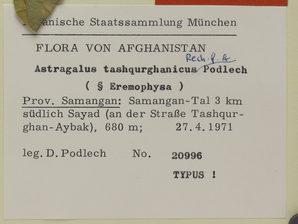 anische Staatssammlung München
FLORA VON AFGHANISTAN
Rech. f. &
Astragalus tashqurghanicus Podlech
( § Eremophysa )
Prov. Samangan: Samangan-Tal 3 km
südlich Sayad (an der Straße Tashqur-
ghan-Aybak), 680 m; 27.4.1971
leg. D. Podlech No. 20996
TYPUS !